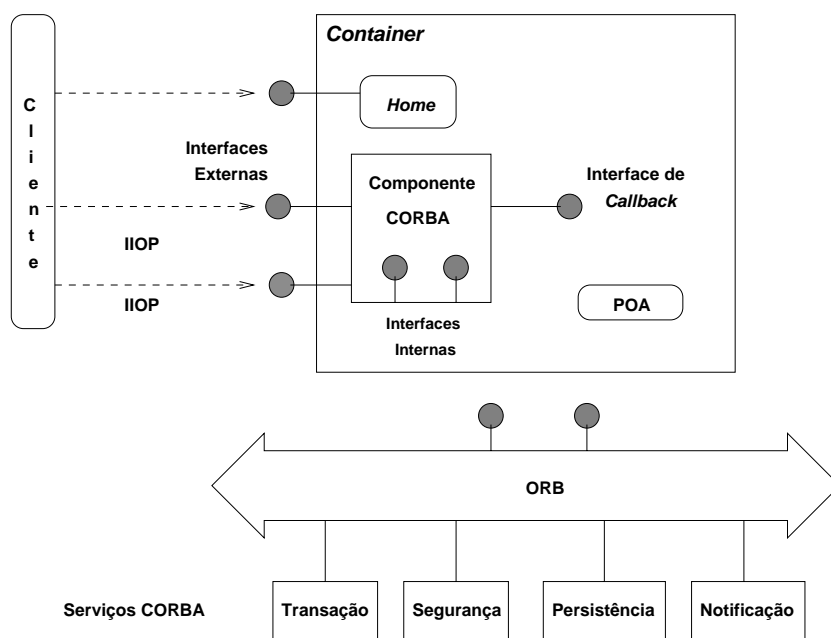 Container
Cliente
Home
Interfaces
Externas
Componente
CORBA
Interface de
Callback
IIOP
IIOP
POA
Interfaces
Internas
ORB
Serviços CORBA
Transação
Segurança
Persistência
Notificação